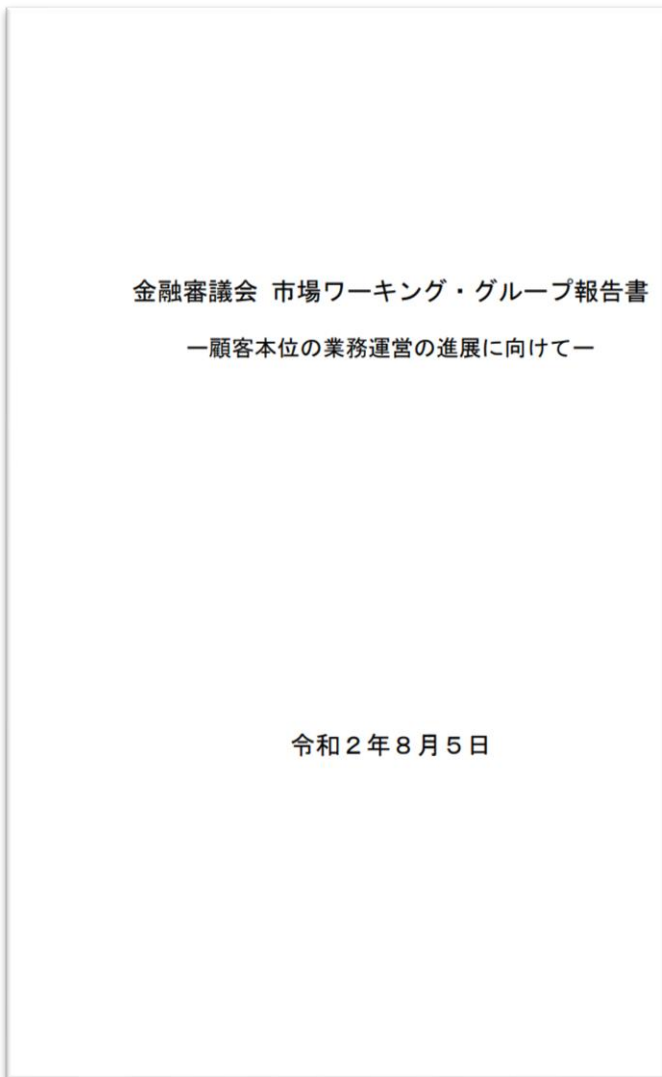 金融審議会 市場ワーキング・グループ報告書
ー顧客本位の業務運営の進展に向けてー
令和２年８月５日